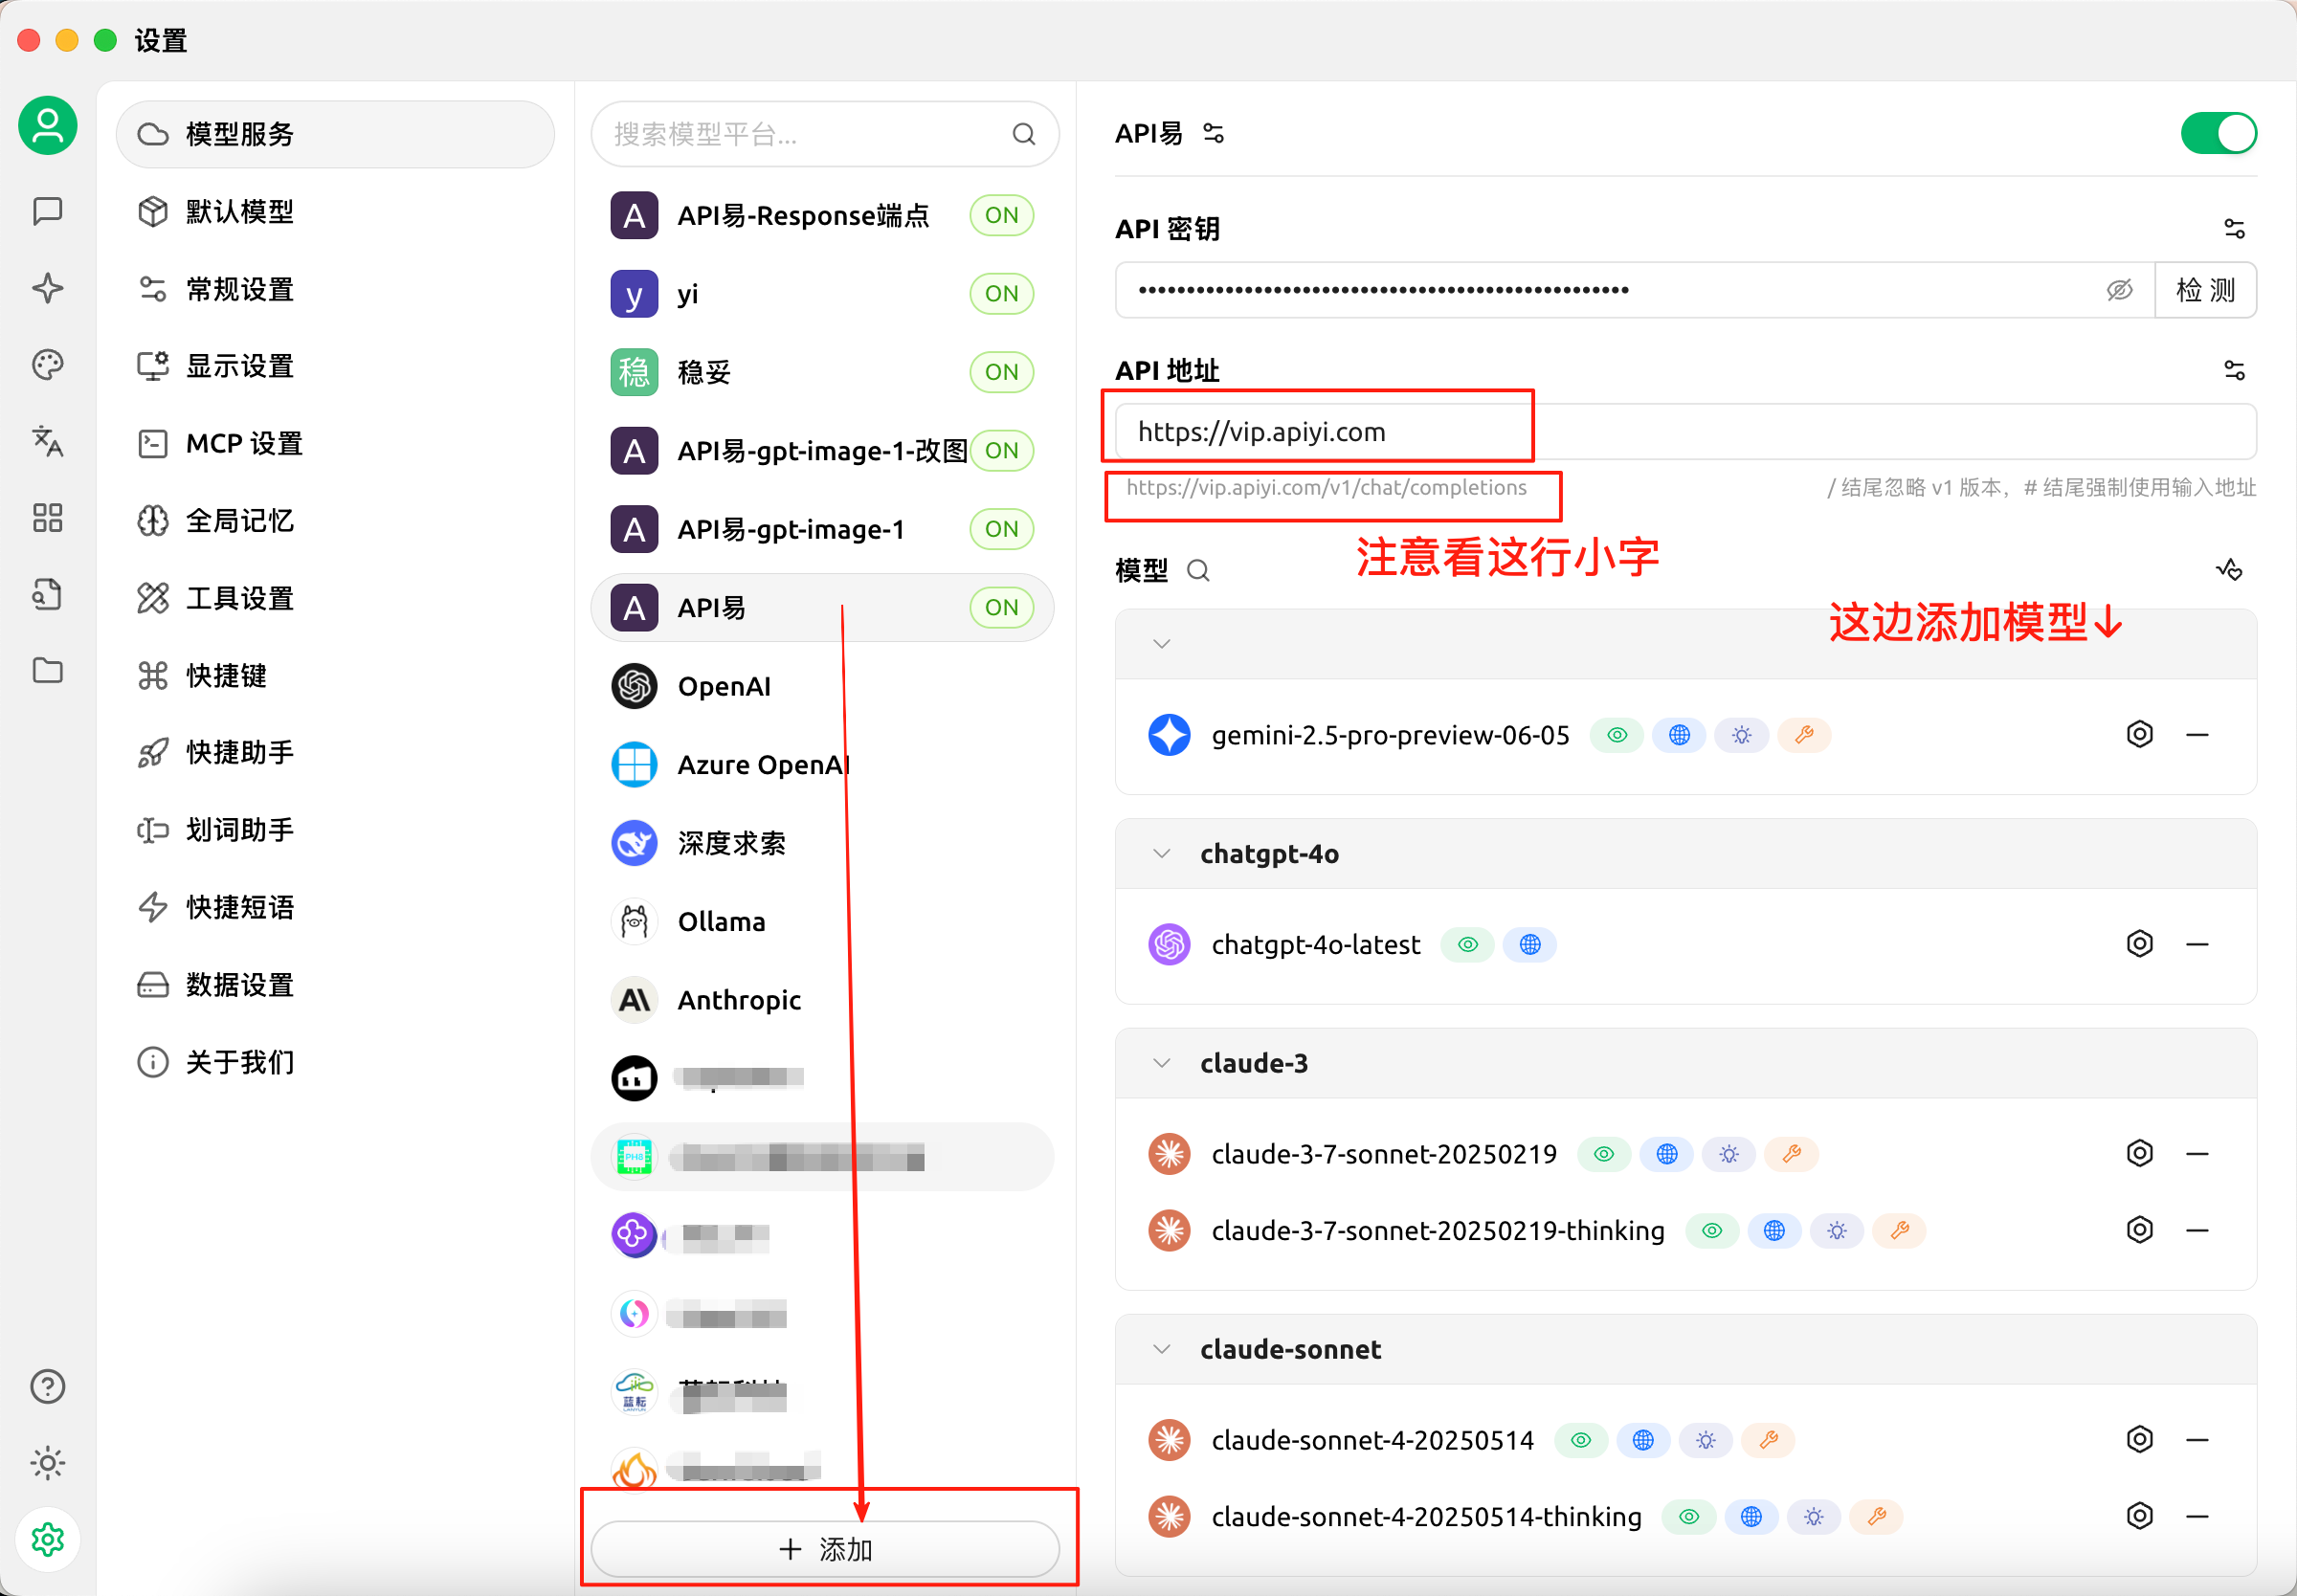 设置
模型服务
默认模型
常规设置
显示设置
MCP 设置
全局记忆
工具设置
快捷键
快捷助手
划词助手
快捷短语
数据设置
关于我们
搜索模型平台...
A API易-Response端点 ON
y yi ON
稳 稳妥 ON
A API易-gpt-image-1-改图 ON
A API易-gpt-image-1 ON
A API易 ON
OpenAI
Azure OpenAI
深度求索
Ollama
Anthropic
PH8
蓝耘
+ 添加
API易
API 密钥
••••••••••••••••••••••••••••••••••••••••••••••••••• 检 测
API 地址
https://vip.apiyi.com
https://vip.apiyi.com/v1/chat/completions
/ 结尾忽略 v1 版本，# 结尾强制使用输入地址
注意看这行小字
模型
这边添加模型↓
gemini-2.5-pro-preview-06-05
chatgpt-4o
chatgpt-4o-latest
claude-3
claude-3-7-sonnet-20250219
claude-3-7-sonnet-20250219-thinking
claude-sonnet
claude-sonnet-4-20250514
claude-sonnet-4-20250514-thinking